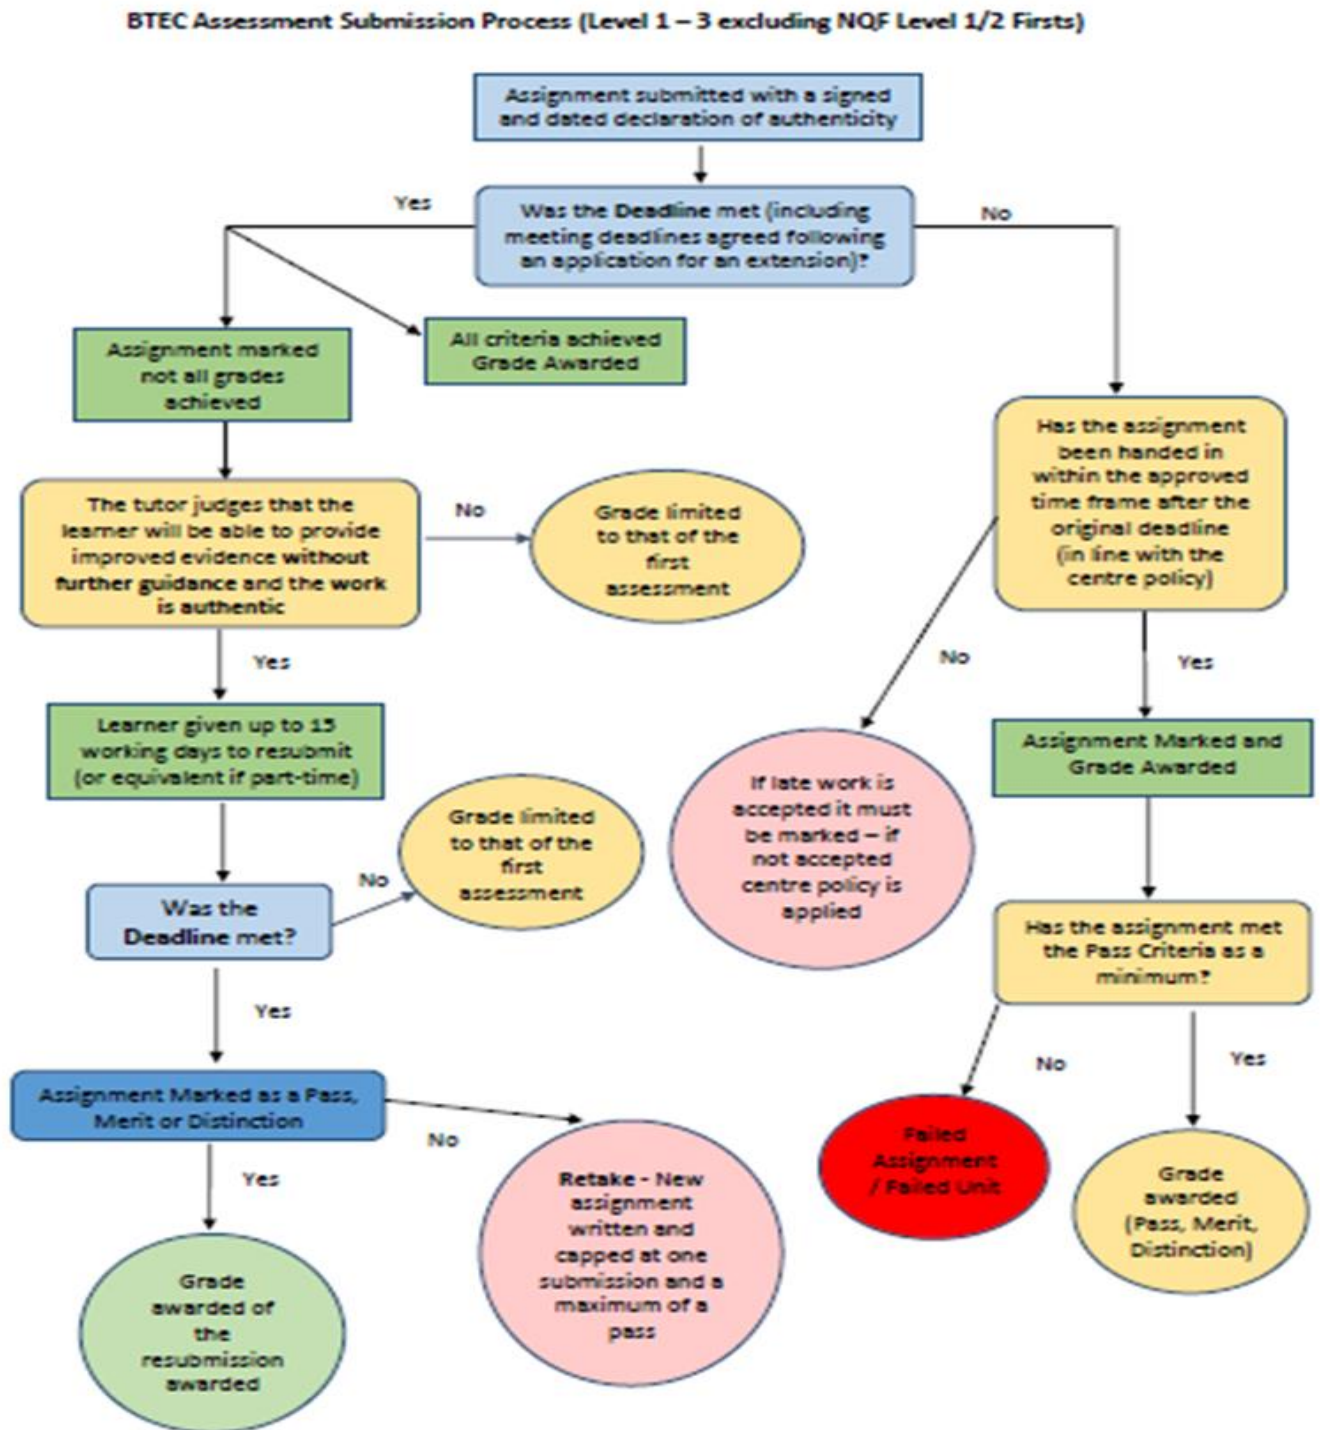 BTEC Assessment Submission Process (Level 1 – 3 excluding NQF Level 1/2 Firsts)
Assignment submitted with a signed
and dated declaration of authenticity
Yes
Was the Deadline met (including
meeting deadlines agreed following
an application for an extension)?
No
Assignment marked
not all grades
achieved
All criteria achieved
Grade Awarded
Has the assignment
been handed in
within the approved
time frame after the
original deadline
(in line with the
centre policy)
The tutor judges that the
learner will be able to provide
improved evidence without
further guidance and the work
is authentic
No
Grade limited
to that of the
first
assessment
Yes
No
Yes
Learner given up to 15
working days to resubmit
(or equivalent if part-time)
If late work is
accepted it must
be marked – if
not accepted
centre policy is
applied
Assignment Marked and
Grade Awarded
Was the
Deadline met?
No
Grade limited
to that of the
first
assessment
Has the assignment met
the Pass Criteria as a
minimum?
Yes
No
Yes
Assignment Marked as a Pass,
Merit or Distinction
No
Yes
Retake - New
assignment
written and
capped at one
submission and a
maximum of a
pass
Failed
Assignment
/ Failed Unit
Grade
awarded
(Pass, Merit,
Distinction)
Grade
awarded of
the
resubmission
awarded